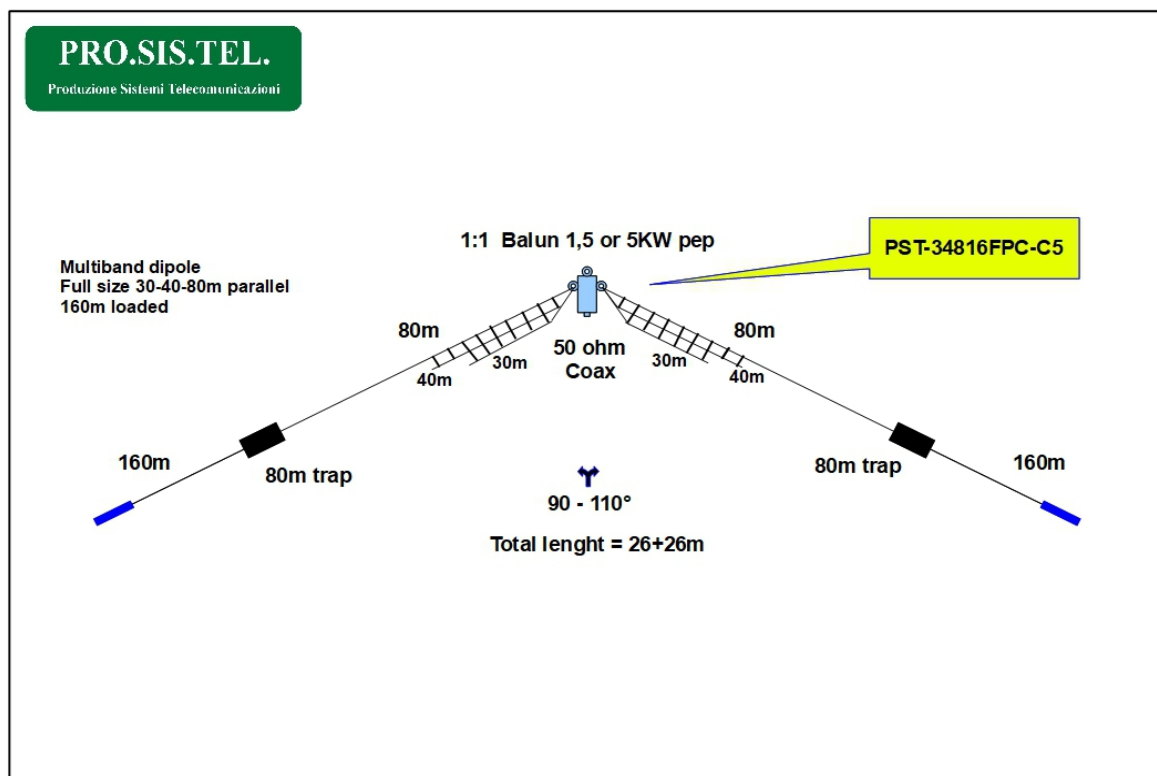 PRO.SIS.TEL.
Produzione Sistemi Telecomunicazioni
1:1 Balun 1,5 or 5KW pep
PST-34816FPC-C5
Multiband dipole
Full size 30-40-80m parallel
160m loaded
80m
80m
50 ohm
Coax
30m
30m
40m
40m
160m
80m trap
80m trap
160m
90 - 110°
Total lenght = 26+26m